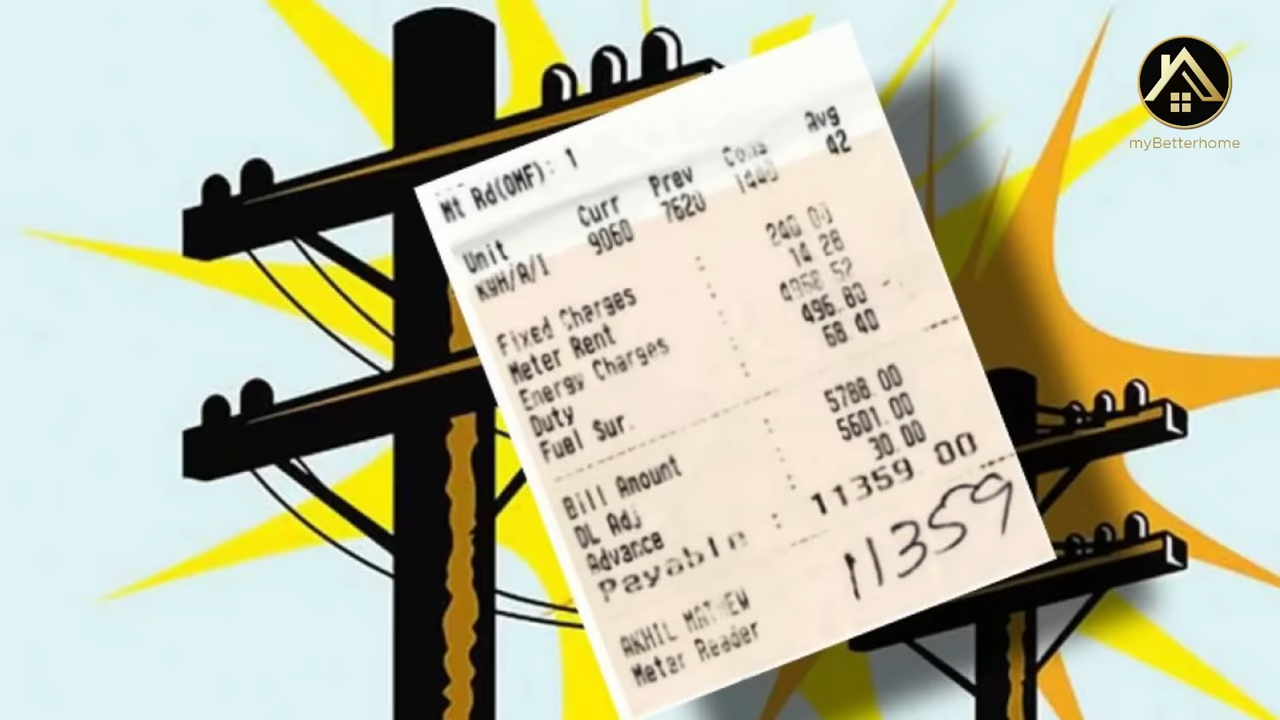 Mt Rd(OMF): 1
Unit Curr Prev Cons Avg
KWH/A/I 9060 7620 1440 42
Fixed Charges : 240 00
Meter Rent : 14 28
Energy Charges : 4968 52
Duty : 496.80
Fuel Sur. : 68 40
Bill Amount : 5788.00
DL Adj : 5601.00
Advance : 30.00
Payable : 11359 00
11359
AKHIL MATHEW
Meter Reader
myBetterhome